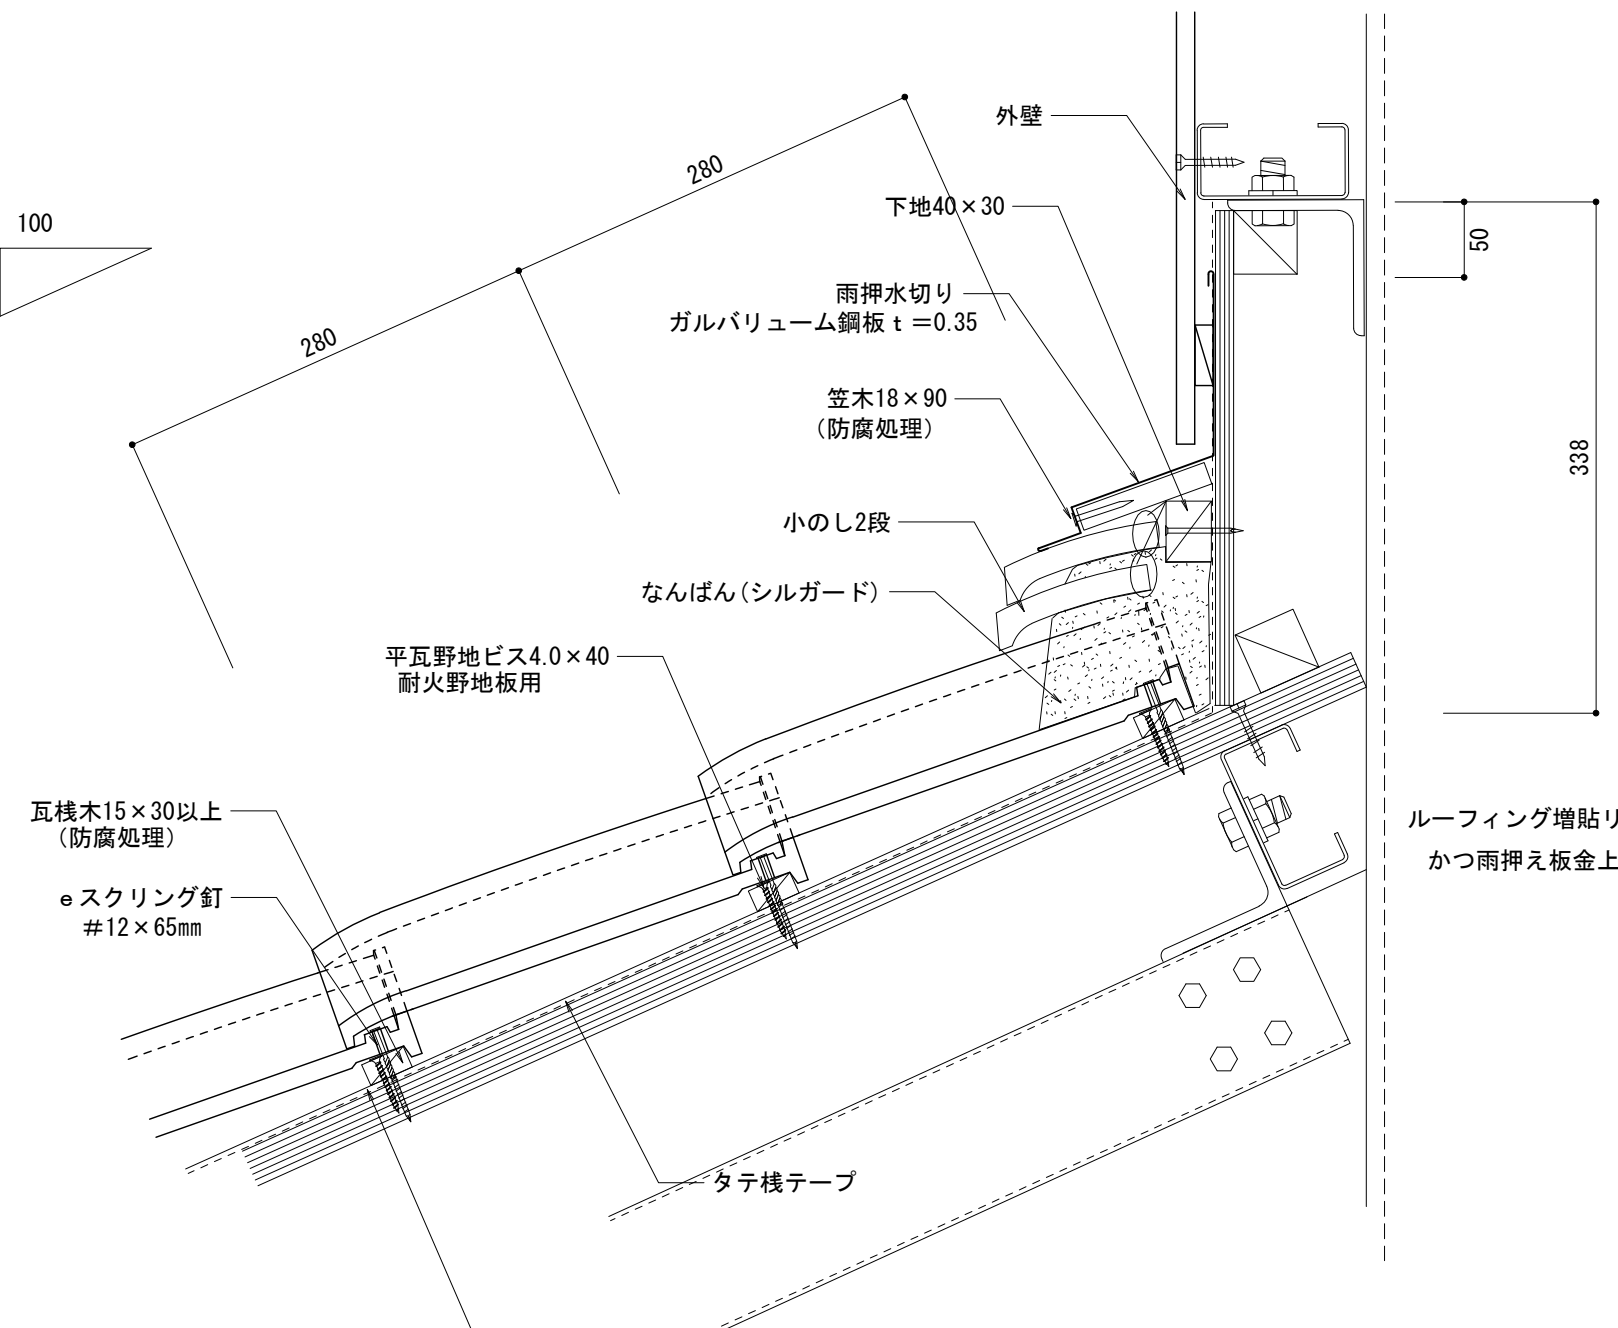 280
外壁
280
下地40×30
100
50
雨押水切り
ガルバリューム鋼板ｔ＝0.35
笠木18×90
（防腐処理）
338
小のし2段
なんばん（シルガード）
平瓦野地ビス4.0×40
耐火野地板用
瓦桟木15×30以上
（防腐処理）
ルーフィング増貼り
かつ雨押え板金上
ｅスクリング釘
＃12×65mm
タテ桟テープ